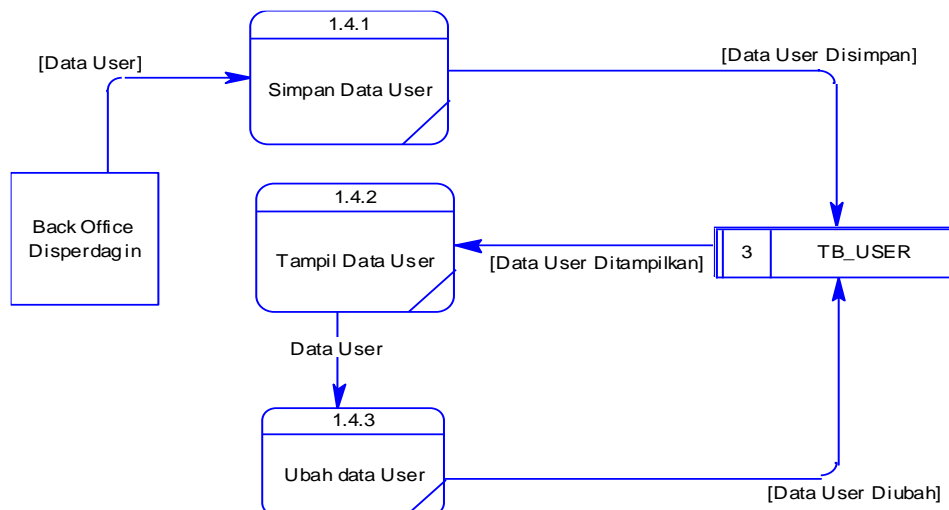 1.4.1
[Data User]
Simpan Data User
[Data User Disimpan]
Back Office
Disperdagin
1.4.2
Tampil Data User
[Data User Ditampilkan]
3
TB_USER
Data User
1.4.3
Ubah data User
[Data User Diubah]